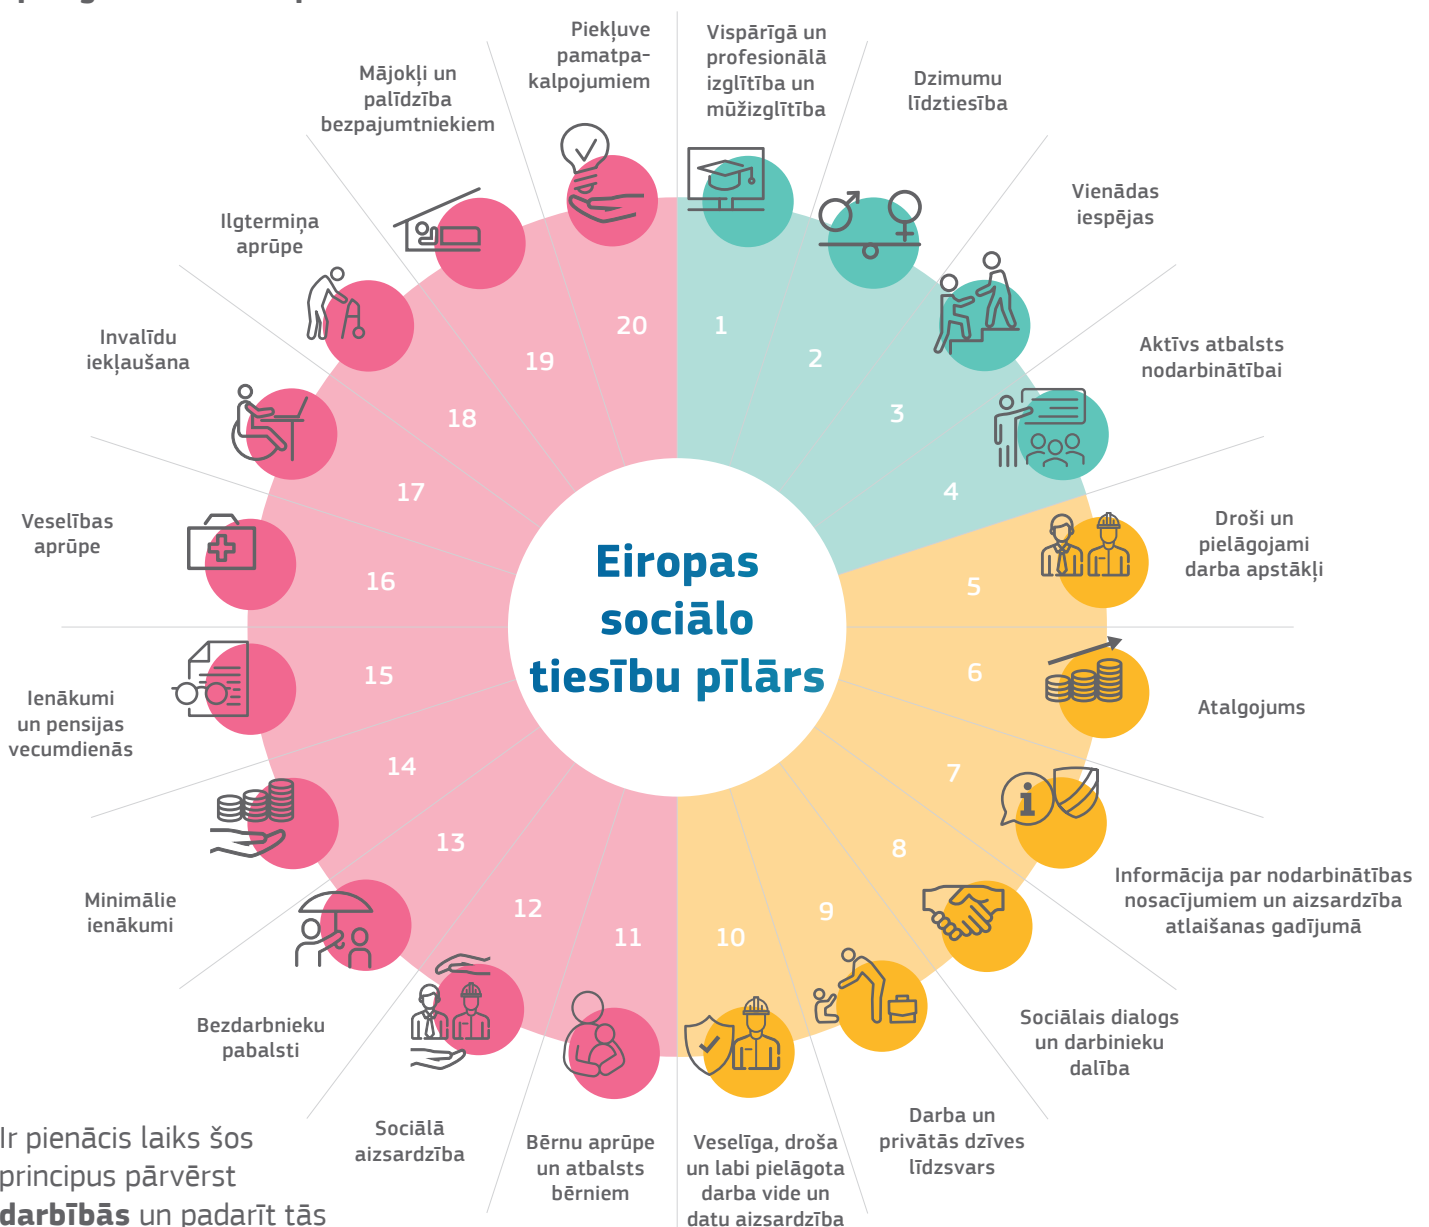 Piekļuve
pamatpa-
kalpojumiem
Vispārīgā un
profesionālā
izglītība un
mūžizglītība
Mājokļi un
palīdzība
bezpajumtniekiem
Dzimumu
līdztiesība
Ilgtermiņa
aprūpe
Vienādas
iespējas
Invalīdu
iekļaušana
Aktīvs atbalsts
nodarbinātībai
20
1
19
2
18
3
17
4
Veselības
aprūpe
Droši un
pielāgojami
darba apstākļi
16
5
Eiropas
sociālo
tiesību pīlārs
15
6
Ienākumi
un pensijas
vecumdienās
Atalgojums
14
7
13
8
12
9
11
10
Minimālie
ienākumi
Informācija par nodarbinātības
nosacījumiem un aizsardzība
atlaišanas gadījumā
Bezdarbnieku
pabalsti
Sociālais dialogs
un darbinieku
dalība
Sociālā
aizsardzība
Bērnu aprūpe
un atbalsts
bērniem
Veselīga, droša
un labi pielāgota
darba vide un
datu aizsardzība
Darba un
privātās dzīves
līdzsvars
Ir pienācis laiks šos
principus pārvērst
darbībās un padarīt tās